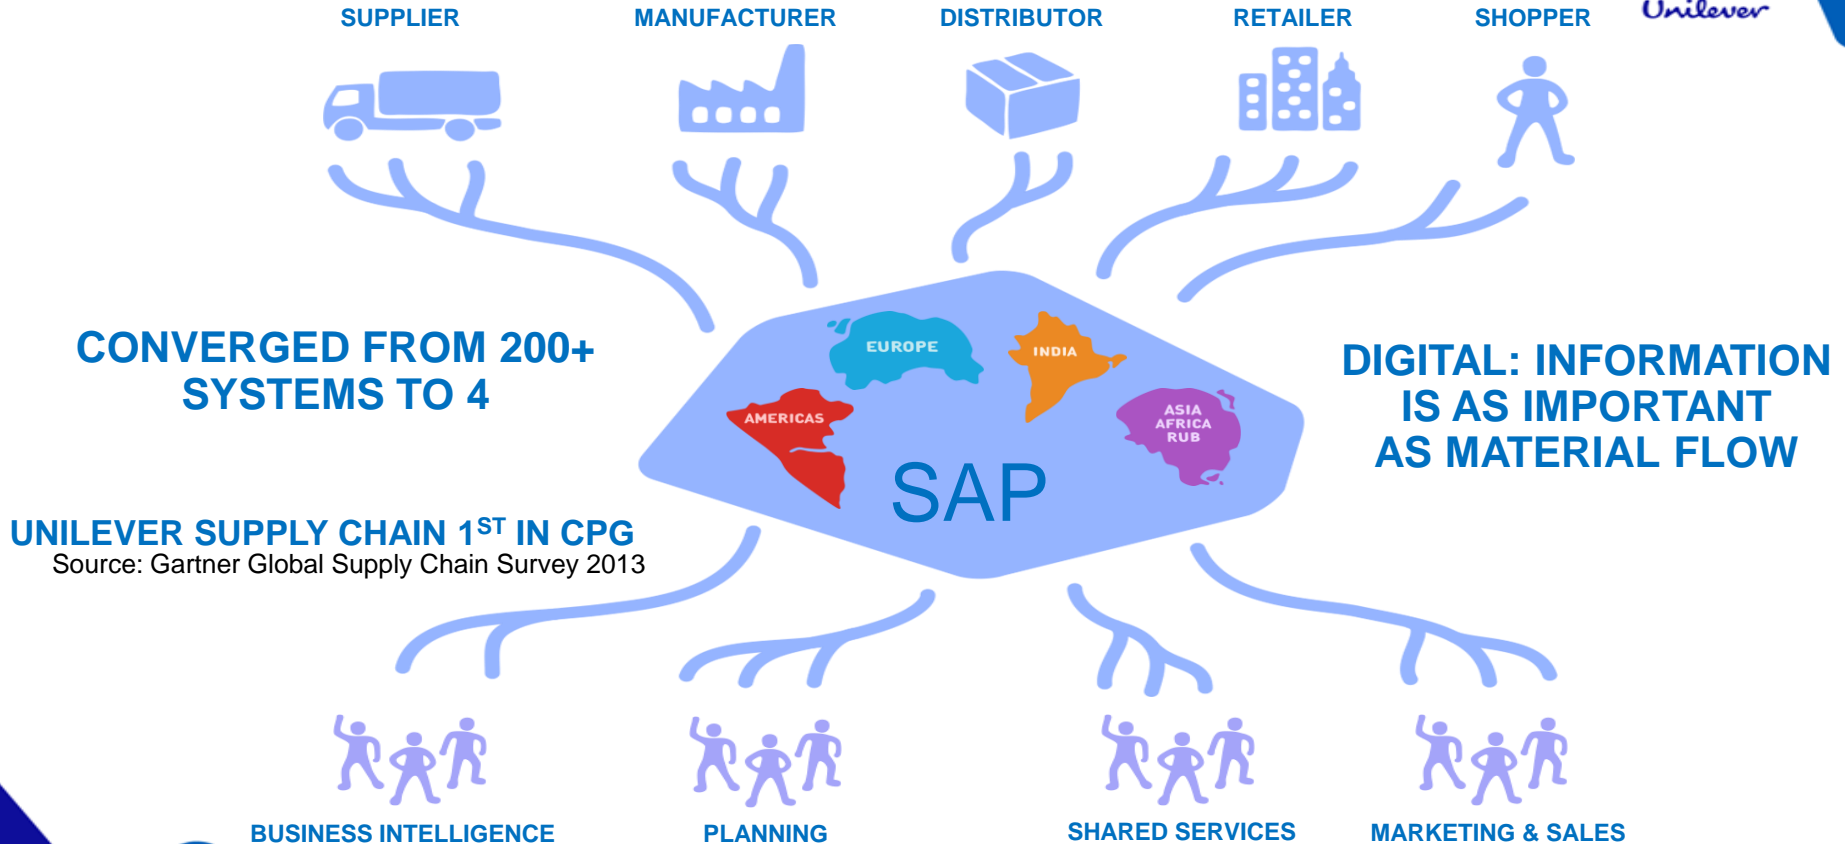 SUPPLIER
MANUFACTURER
DISTRIBUTOR
RETAILER
SHOPPER
Unilever
CONVERGED FROM 200+
SYSTEMS TO 4
EUROPE
INDIA
AMERICAS
ASIA
AFRICA
RUB
SAP
DIGITAL: INFORMATION
IS AS IMPORTANT
AS MATERIAL FLOW
UNILEVER SUPPLY CHAIN 1ST IN CPG
Source: Gartner Global Supply Chain Survey 2013
BUSINESS INTELLIGENCE
PLANNING
SHARED SERVICES
MARKETING & SALES